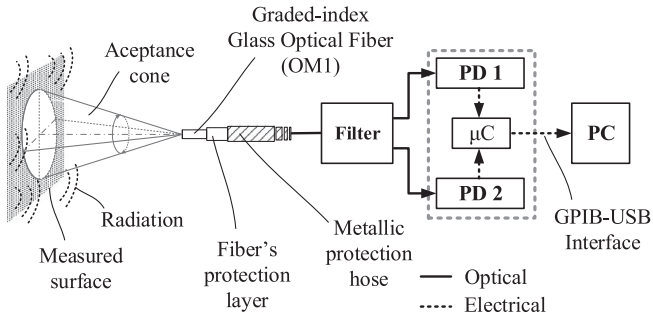 Graded-index
Glass Optical Fiber
(OM1)
Aceptance
cone
PD 1
Filter
μC
PC
PD 2
GPIB-USB
Interface
Radiation
Measured
surface
Fiber's
protection
layer
Metallic
protection
hose
Optical
Electrical